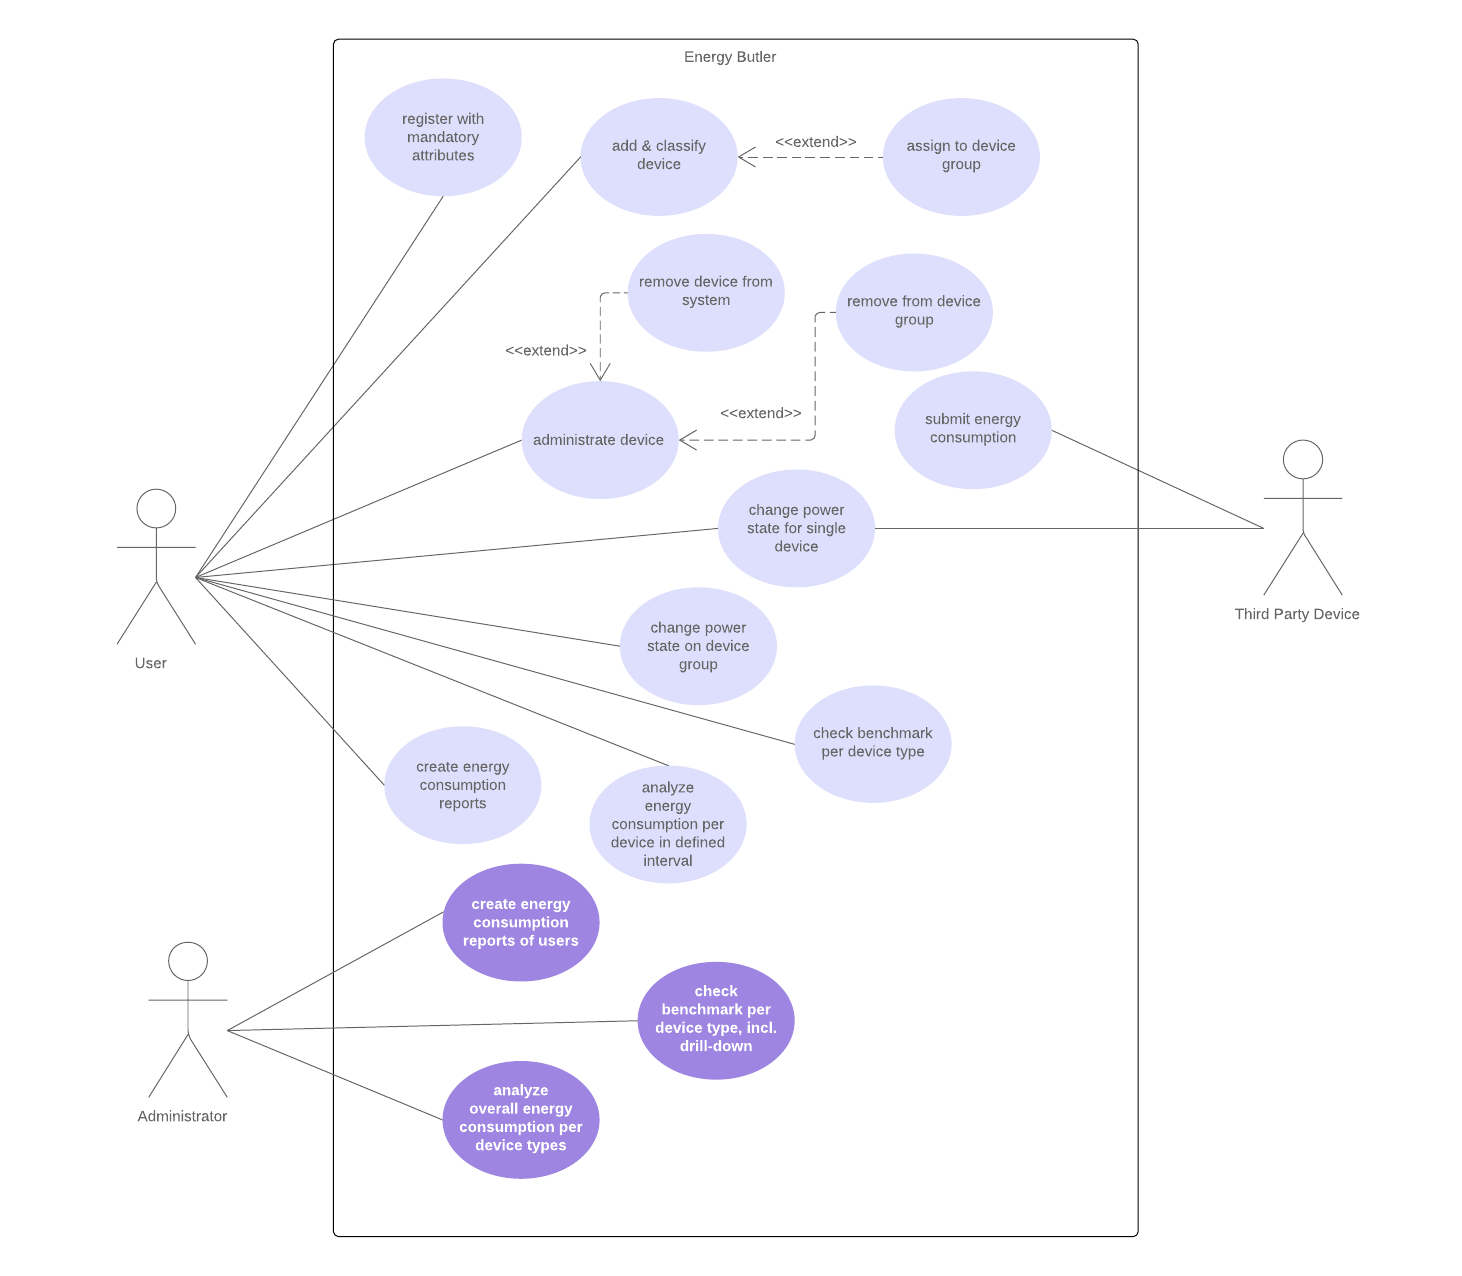 Energy Butler
register with
mandatory
attributes
add & classify
device
<<extend>>
assign to device
group
remove device from
system
remove from device
group
<<extend>>
<<extend>>
administrate device
submit energy
consumption
change power
state for single
device
Third Party Device
User
change power
state on device
group
check benchmark
per device type
create energy
consumption
reports
analyze
energy
consumption per
device in defined
interval
create energy
consumption
reports of users
check
benchmark per
device type, incl.
drill-down
analyze
overall energy
consumption per
device types
Administrator